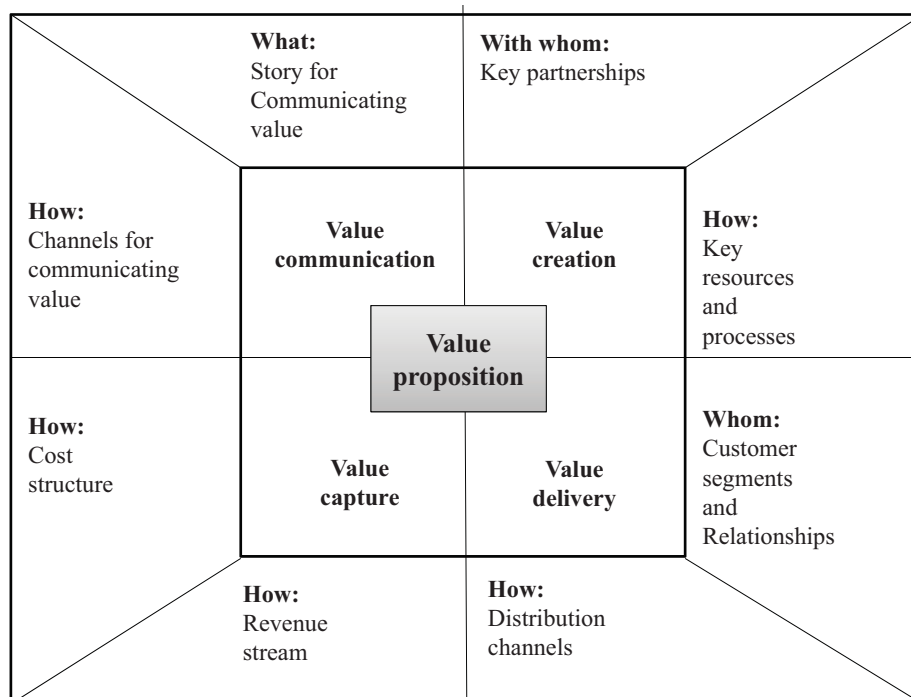 What:
Story for
Communicating
value
With whom:
Key partnerships
How:
Channels for
communicating
value
Value
communication
Value
creation
How:
Key
resources
and
processes
Value
proposition
How:
Cost
structure
Value
capture
Value
delivery
Whom:
Customer
segments
and
Relationships
How:
Revenue
stream
How:
Distribution
channels